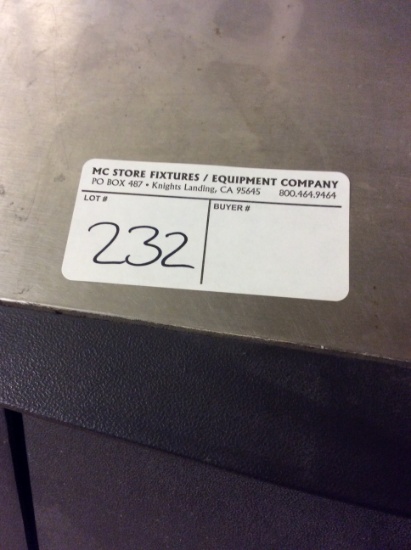 MC STORE FIXTURES / EQUIPMENT COMPANY
PO BOX 487 • Knights Landing, CA 95645 800.464.9464
LOT # BUYER #
232